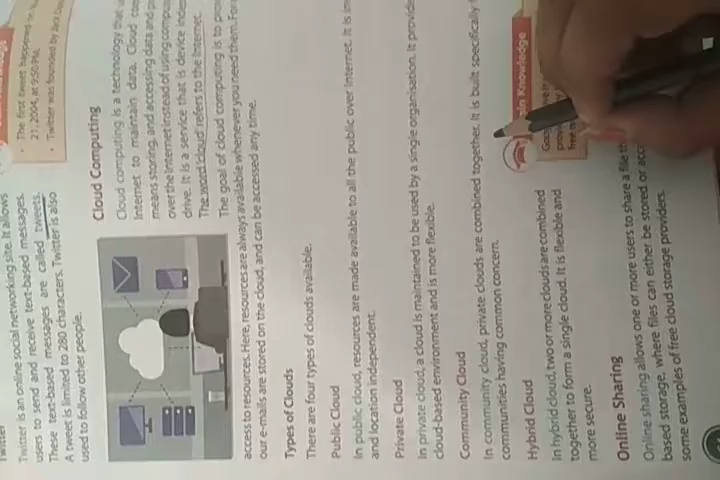 Twitter
Twitter is an online social networking site. It allows
users to send and receive text-based messages.
These text-based messages are called tweets.
A tweet is limited to 280 characters. Twitter is also
used to follow other people.
The first tweet happened
21, 2004, at 9:50 PM.
Twitter was founded by Jack
Cloud Computing
Cloud computing is a technology that
Internet to maintain data. Cloud
means storing, and accessing data and
over the Internet instead of using
drive. It is a service that is device
The word 'cloud' refers to the Internet.
The goal of cloud computing is to
access to resources. Here, resources are always available whenever you need them. For
our e-mails are stored on the cloud, and can be accessed any time.
Types of Clouds
There are four types of clouds available.
Public Cloud
In public cloud, resources are made available to all the public over Internet. It is
and location independent.
Private Cloud
In private cloud, a cloud is maintained to be used by a single organisation. It
cloud-based environment and is more flexible.
Community Cloud
In community cloud, private clouds are combined together. It is built specifically
communities having common concern.
Hybrid Cloud
In hybrid cloud, two or more clouds are combined
together to form a single cloud. It is flexible and
more secure.
Knowledge
Online Sharing
Online sharing allows one or more users to share a file
based storage, where files can either be stored or
some examples of free cloud storage providers.